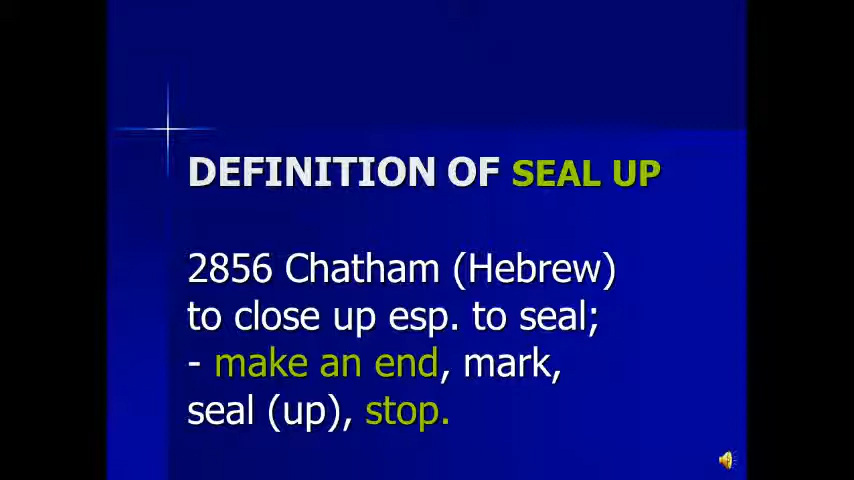 DEFINITION OF SEAL UP
2856 Chatham (Hebrew)
to close up esp. to seal;
- make an end, mark,
seal (up), stop.